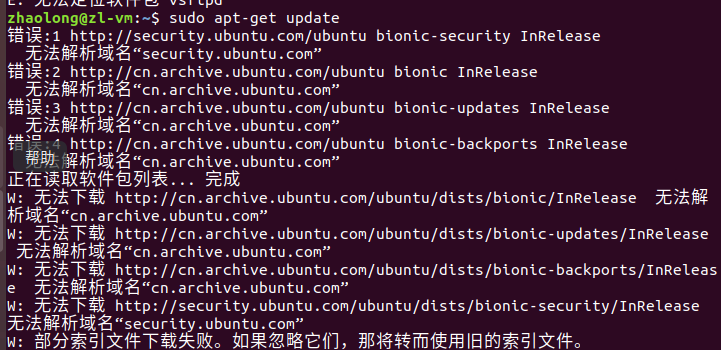 E: 无法定位软件包 vsftpd
zhaolong@zl-vm:~$ sudo apt-get update
错误:1 http://security.ubuntu.com/ubuntu bionic-security InRelease
无法解析域名“security.ubuntu.com”
错误:2 http://cn.archive.ubuntu.com/ubuntu bionic InRelease
无法解析域名“cn.archive.ubuntu.com”
错误:3 http://cn.archive.ubuntu.com/ubuntu bionic-updates InRelease
无法解析域名“cn.archive.ubuntu.com”
错误:4 http://cn.archive.ubuntu.com/ubuntu bionic-backports InRelease
帮助
无法解析域名“cn.archive.ubuntu.com”
正在读取软件包列表... 完成
W: 无法下载 http://cn.archive.ubuntu.com/ubuntu/dists/bionic/InRelease  无法解
析域名“cn.archive.ubuntu.com”
W: 无法下载 http://cn.archive.ubuntu.com/ubuntu/dists/bionic-updates/InRelease
无法解析域名“cn.archive.ubuntu.com”
W: 无法下载 http://cn.archive.ubuntu.com/ubuntu/dists/bionic-backports/InReleas
e  无法解析域名“cn.archive.ubuntu.com”
W: 无法下载 http://security.ubuntu.com/ubuntu/dists/bionic-security/InRelease
无法解析域名“security.ubuntu.com”
W: 部分索引文件下载失败。如果忽略它们，那将转而使用旧的索引文件。